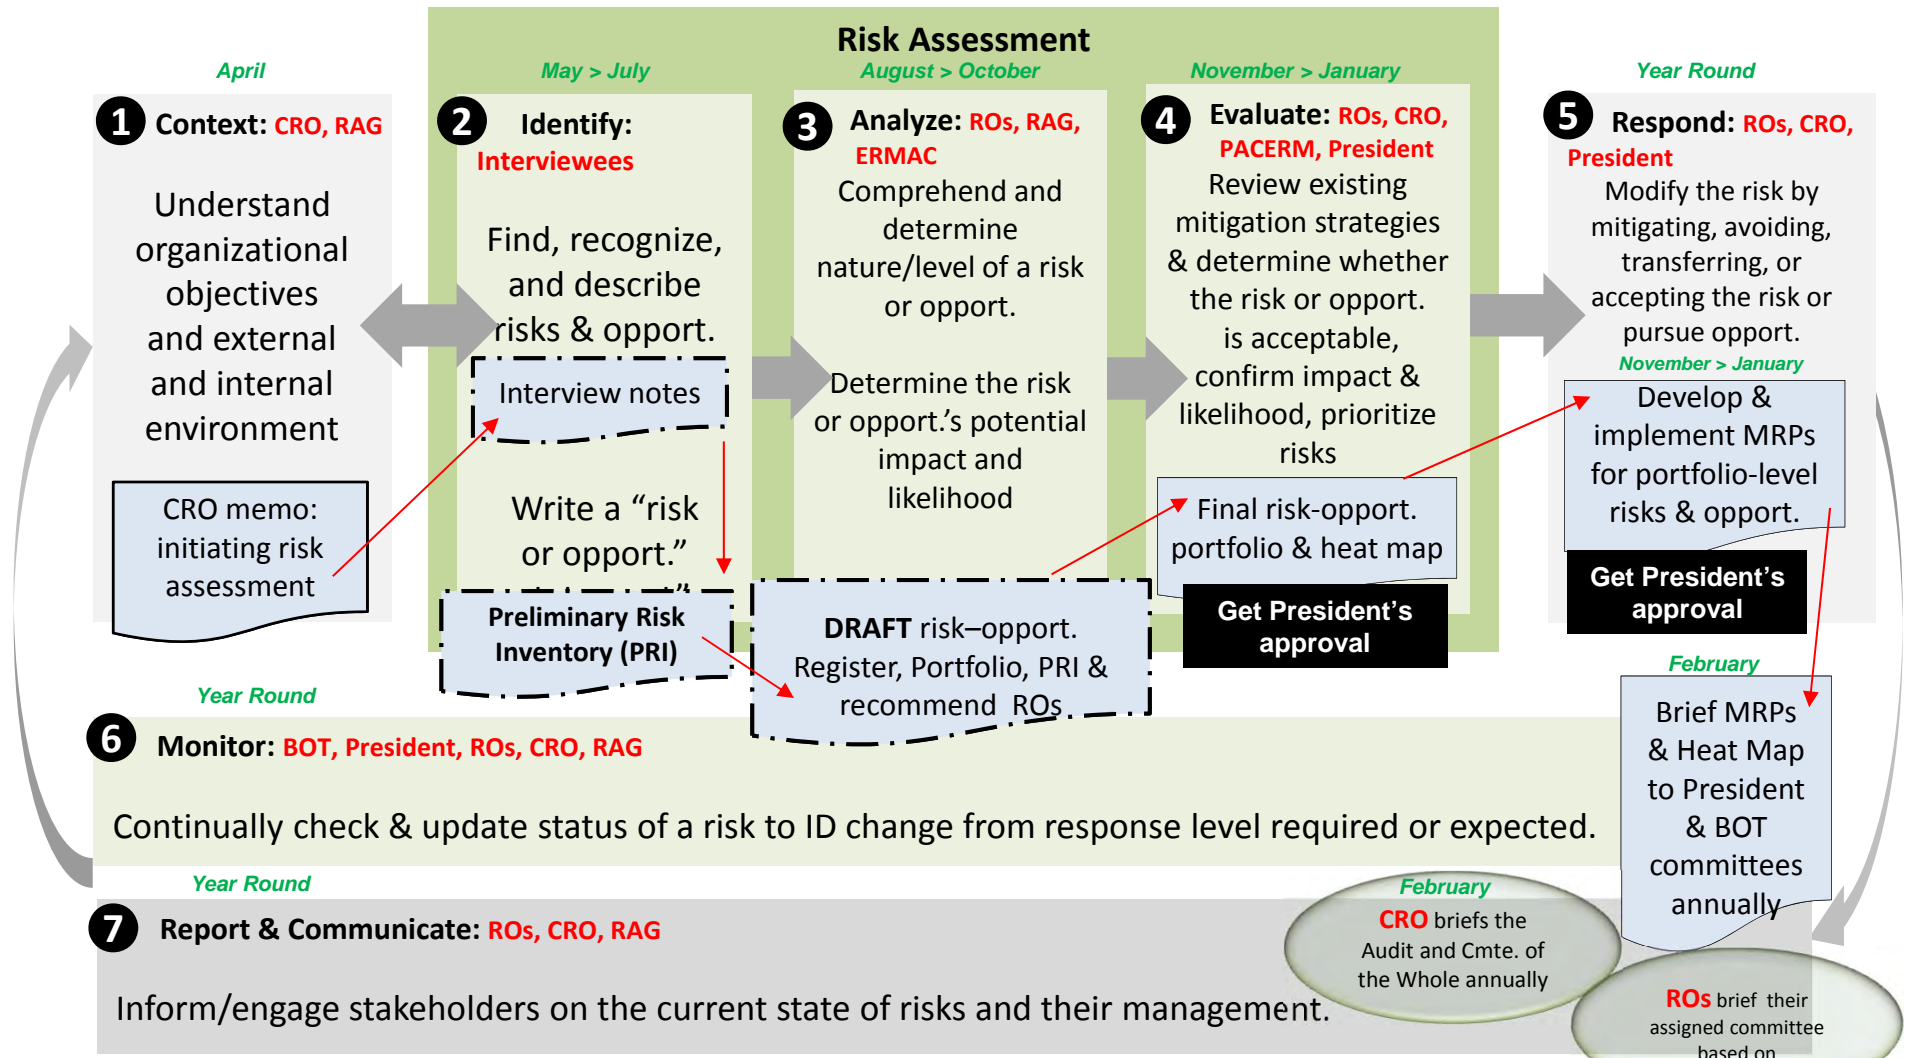 Risk Assessment
April
1 Context: CRO, RAG
Understand
organizational
objectives
and external
and internal
environment
CRO memo:
initiating risk
assessment
May > July
2 Identify:
Interviewees
Find, recognize,
and describe
risks & opport.
Interview notes
Write a “risk
or opport.”
Preliminary Risk
Inventory (PRI)
August > October
3 Analyze: ROs, RAG,
ERMAC
Comprehend and
determine
nature/level of a risk
or opport.
Determine the risk
or opport.’s potential
impact and
likelihood
DRAFT risk–opport.
Register, Portfolio, PRI &
recommend ROs
November > January
4 Evaluate: ROs, CRO,
PACERM, President
Review existing
mitigation strategies
& determine whether
the risk or opport.
is acceptable,
confirm impact &
likelihood, prioritize
risks
Final risk-opport.
portfolio & heat map
Get President’s
approval
Year Round
5 Respond: ROs, CRO,
President
Modify the risk by
mitigating, avoiding,
transferring, or
accepting the risk or
pursue opport.
November > January
Develop &
implement MRPs
for portfolio-level
risks & opport.
Get President’s
approval
February
Brief MRPs
& Heat Map
to President
& BOT
committees
annually
Year Round
6 Monitor: BOT, President, ROs, CRO, RAG
Continually check & update status of a risk to ID change from response level required or expected.
Year Round
7 Report & Communicate: ROs, CRO, RAG
Inform/engage stakeholders on the current state of risks and their management.
February
CRO briefs the
Audit and Cmte. of
the Whole annually
ROs brief their
assigned committee
based on